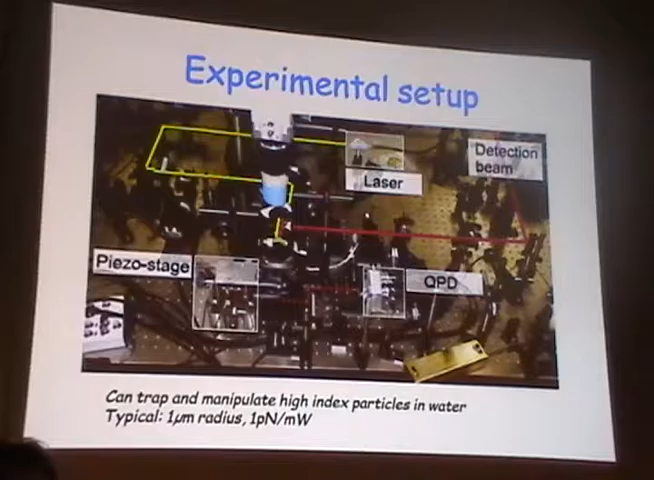 Experimental setup
Detection
beam
Laser
Piezo-stage
QPD
Can trap and manipulate high index particles in water
Typical: 1μm radius, 1pN/mW